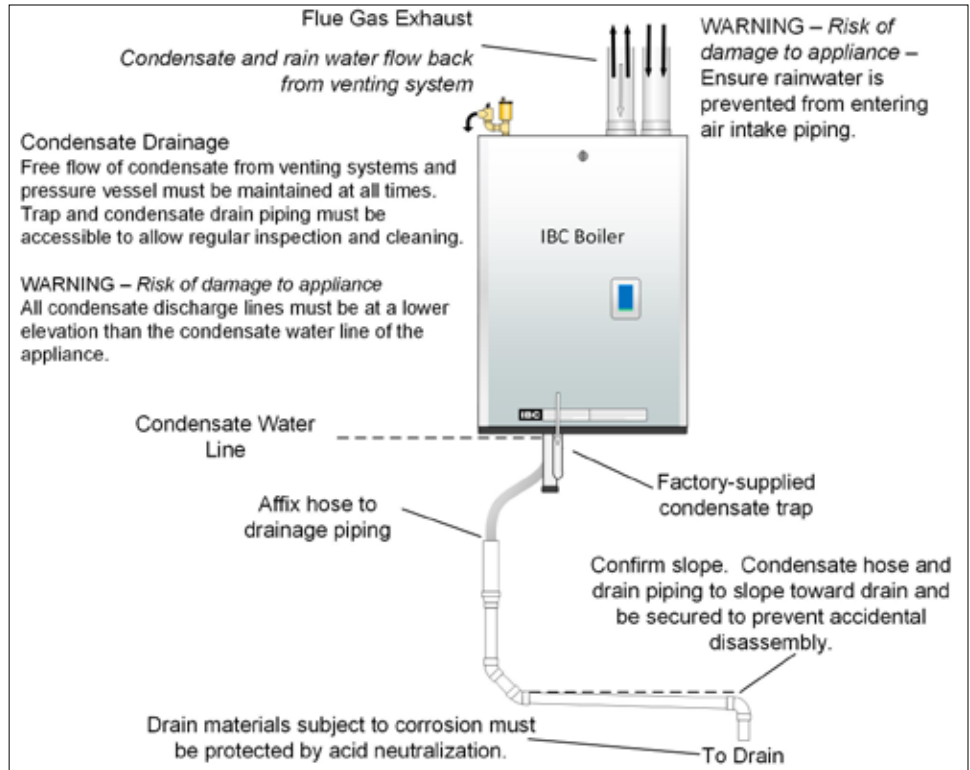 Flue Gas Exhaust
Condensate and rain water flow back
from venting system
WARNING – Risk of
damage to appliance –
Ensure rainwater is
prevented from entering
air intake piping.
Condensate Drainage
Free flow of condensate from venting systems and
pressure vessel must be maintained at all times.
Trap and condensate drain piping must be
accessible to allow regular inspection and cleaning.
WARNING – Risk of damage to appliance
All condensate discharge lines must be at a lower
elevation than the condensate water line of the
appliance.
IBC Boiler
IBC
Condensate Water
Line
Factory-supplied
condensate trap
Affix hose to
drainage piping
Confirm slope. Condensate hose and
drain piping to slope toward drain and
be secured to prevent accidental
disassembly.
Drain materials subject to corrosion must
be protected by acid neutralization.
To Drain